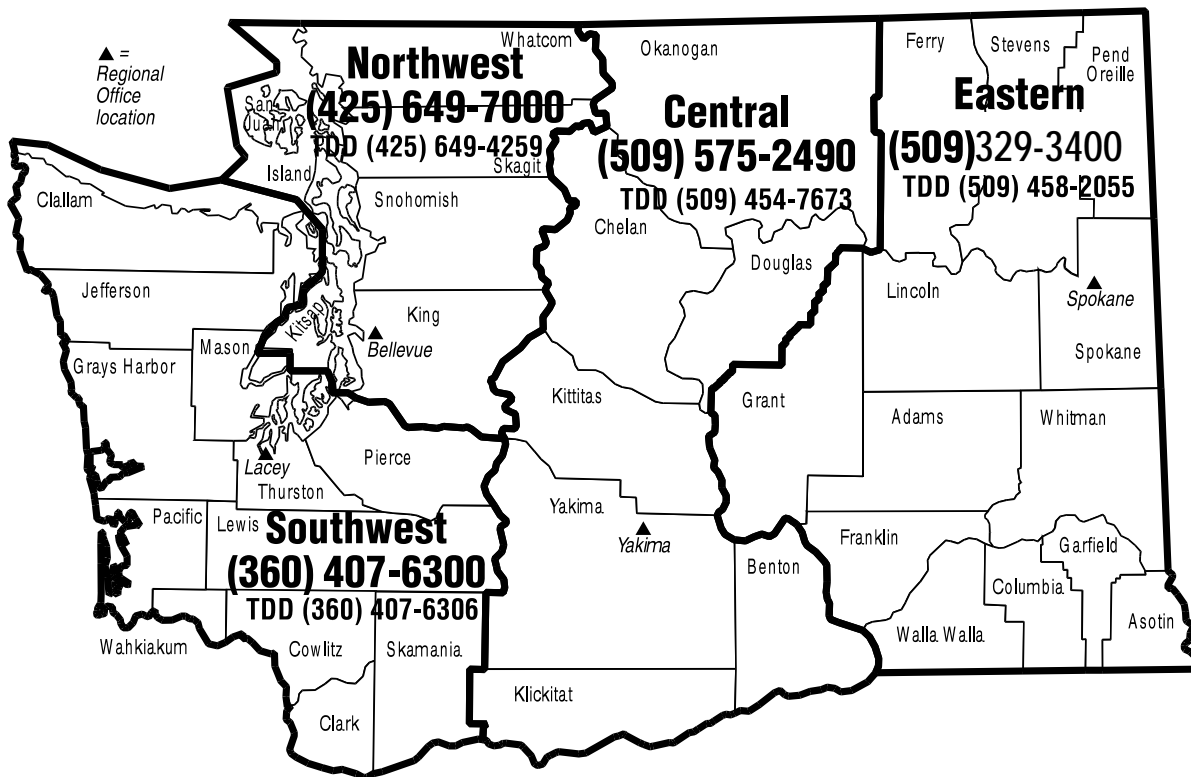 ▲ =
Regional
Office
location
Northwest
(425) 649-7000
TDD (425) 649-4259
Central
(509) 575-2490
TDD (509) 454-7673
Eastern
(509)329-3400
TDD (509) 458-2055
Southwest
(360) 407-6300
TDD (360) 407-6306
Whatcom
San
Juan
Skagit
Island
Snohomish
Clallam
Jefferson
Kitsap
King
Bellevue
Mason
Grays Harbor
Lacey
Thurston
Pierce
Pacific
Lewis
Wahkiakum
Cowlitz
Skamania
Clark
Okanogan
Chelan
Douglas
Kittitas
Yakima
Yakima
Benton
Klickitat
Ferry
Stevens
Pend
Oreille
Lincoln
Spokane
Spokane
Grant
Adams
Whitman
Franklin
Garfield
Columbia
Walla Walla
Asotin